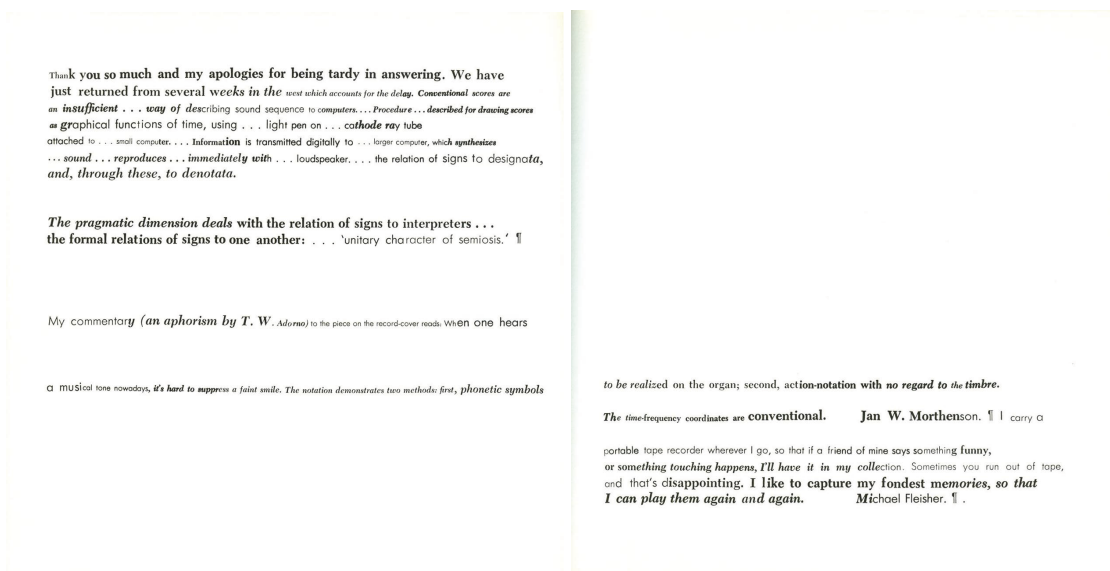 Thank you so much and my apologies for being tardy in answering. We have
just returned from several weeks in the west which accounts for the delay. Conventional scores are
an insufficient . . . way of describing sound sequence to computers. . . . Procedure . . . described for drawing scores
as graphical functions of time, using . . . light pen on . . . cathode ray tube
attached to . . . small computer. . . . Information is transmitted digitally to . . . larger computer, which synthesizes
. . . sound . . . reproduces . . . immediately with . . . loudspeaker. . . . the relation of signs to designata,
and, through these, to denotata.
The pragmatic dimension deals with the relation of signs to interpreters . . .
the formal relations of signs to one another: . . . 'unitary character of semiosis.' ¶
My commentary (an aphorism by T. W. Adorno) to the piece on the record-cover reads: When one hears
a musical tone nowadays, it's hard to suppress a faint smile. The notation demonstrates two methods: first, phonetic symbols
to be realized on the organ; second, action-notation with no regard to the timbre.
The time-frequency coordinates are conventional. Jan W. Morthenson. ¶ I carry a
portable tape recorder wherever I go, so that if a friend of mine says something funny,
or something touching happens, I'll have it in my collection. Sometimes you run out of tape,
and that's disappointing. I like to capture my fondest memories, so that
I can play them again and again. Michael Fleisher. ¶ .